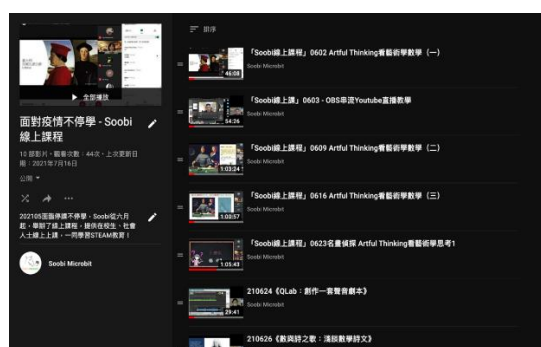 全部播放
面對疫情不停學 - Soobi
線上課程
10 部影片・觀看次數:44次・上次更新日
期:2021年7月16日
公開
202105面臨停課不停學,Soobi從六月
起,舉辦了線上課程,提供在校生、社會
人士線上上課,一同學習STEAM教育!
Soobi Microbit
排序
「Soobi線上課程」0602 Artful Thinking看藝術學數學(一)
Soobi Microbit
46:08
「Soobi線上課」0603 - OBS串流Youtube直播教學
Soobi Microbit
54:26
「Soobi線上課程」0609 Artful Thinking看藝術學數學(二)
Soobi Microbit
1:03:24
「Soobi線上課程」0616 Artful Thinking看藝術學數學(三)
Soobi Microbit
1:03:57
「Soobi線上課程」0623名畫偵探 Artful Thinking看藝術學思考1
Soobi Microbit
1:05:43
210624《QLab:創作一套聲音劇本》
Soobi Microbit
29:41
210626《數與詩之歌:淺談數學詩文》